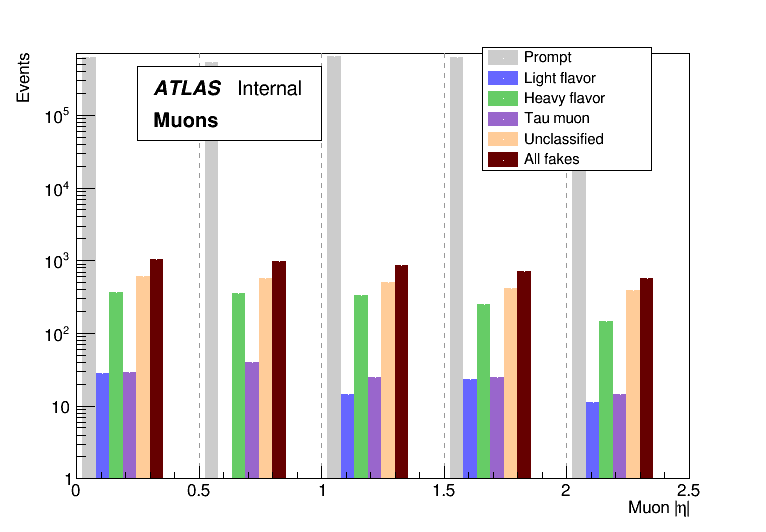 Events
ATLAS Internal
Muons
Prompt
Light flavor
Heavy flavor
Tau muon
Unclassified
All fakes
10^5
10^4
10^3
10^2
10
1
0 0.5 1 1.5 2 2.5
Muon |η|